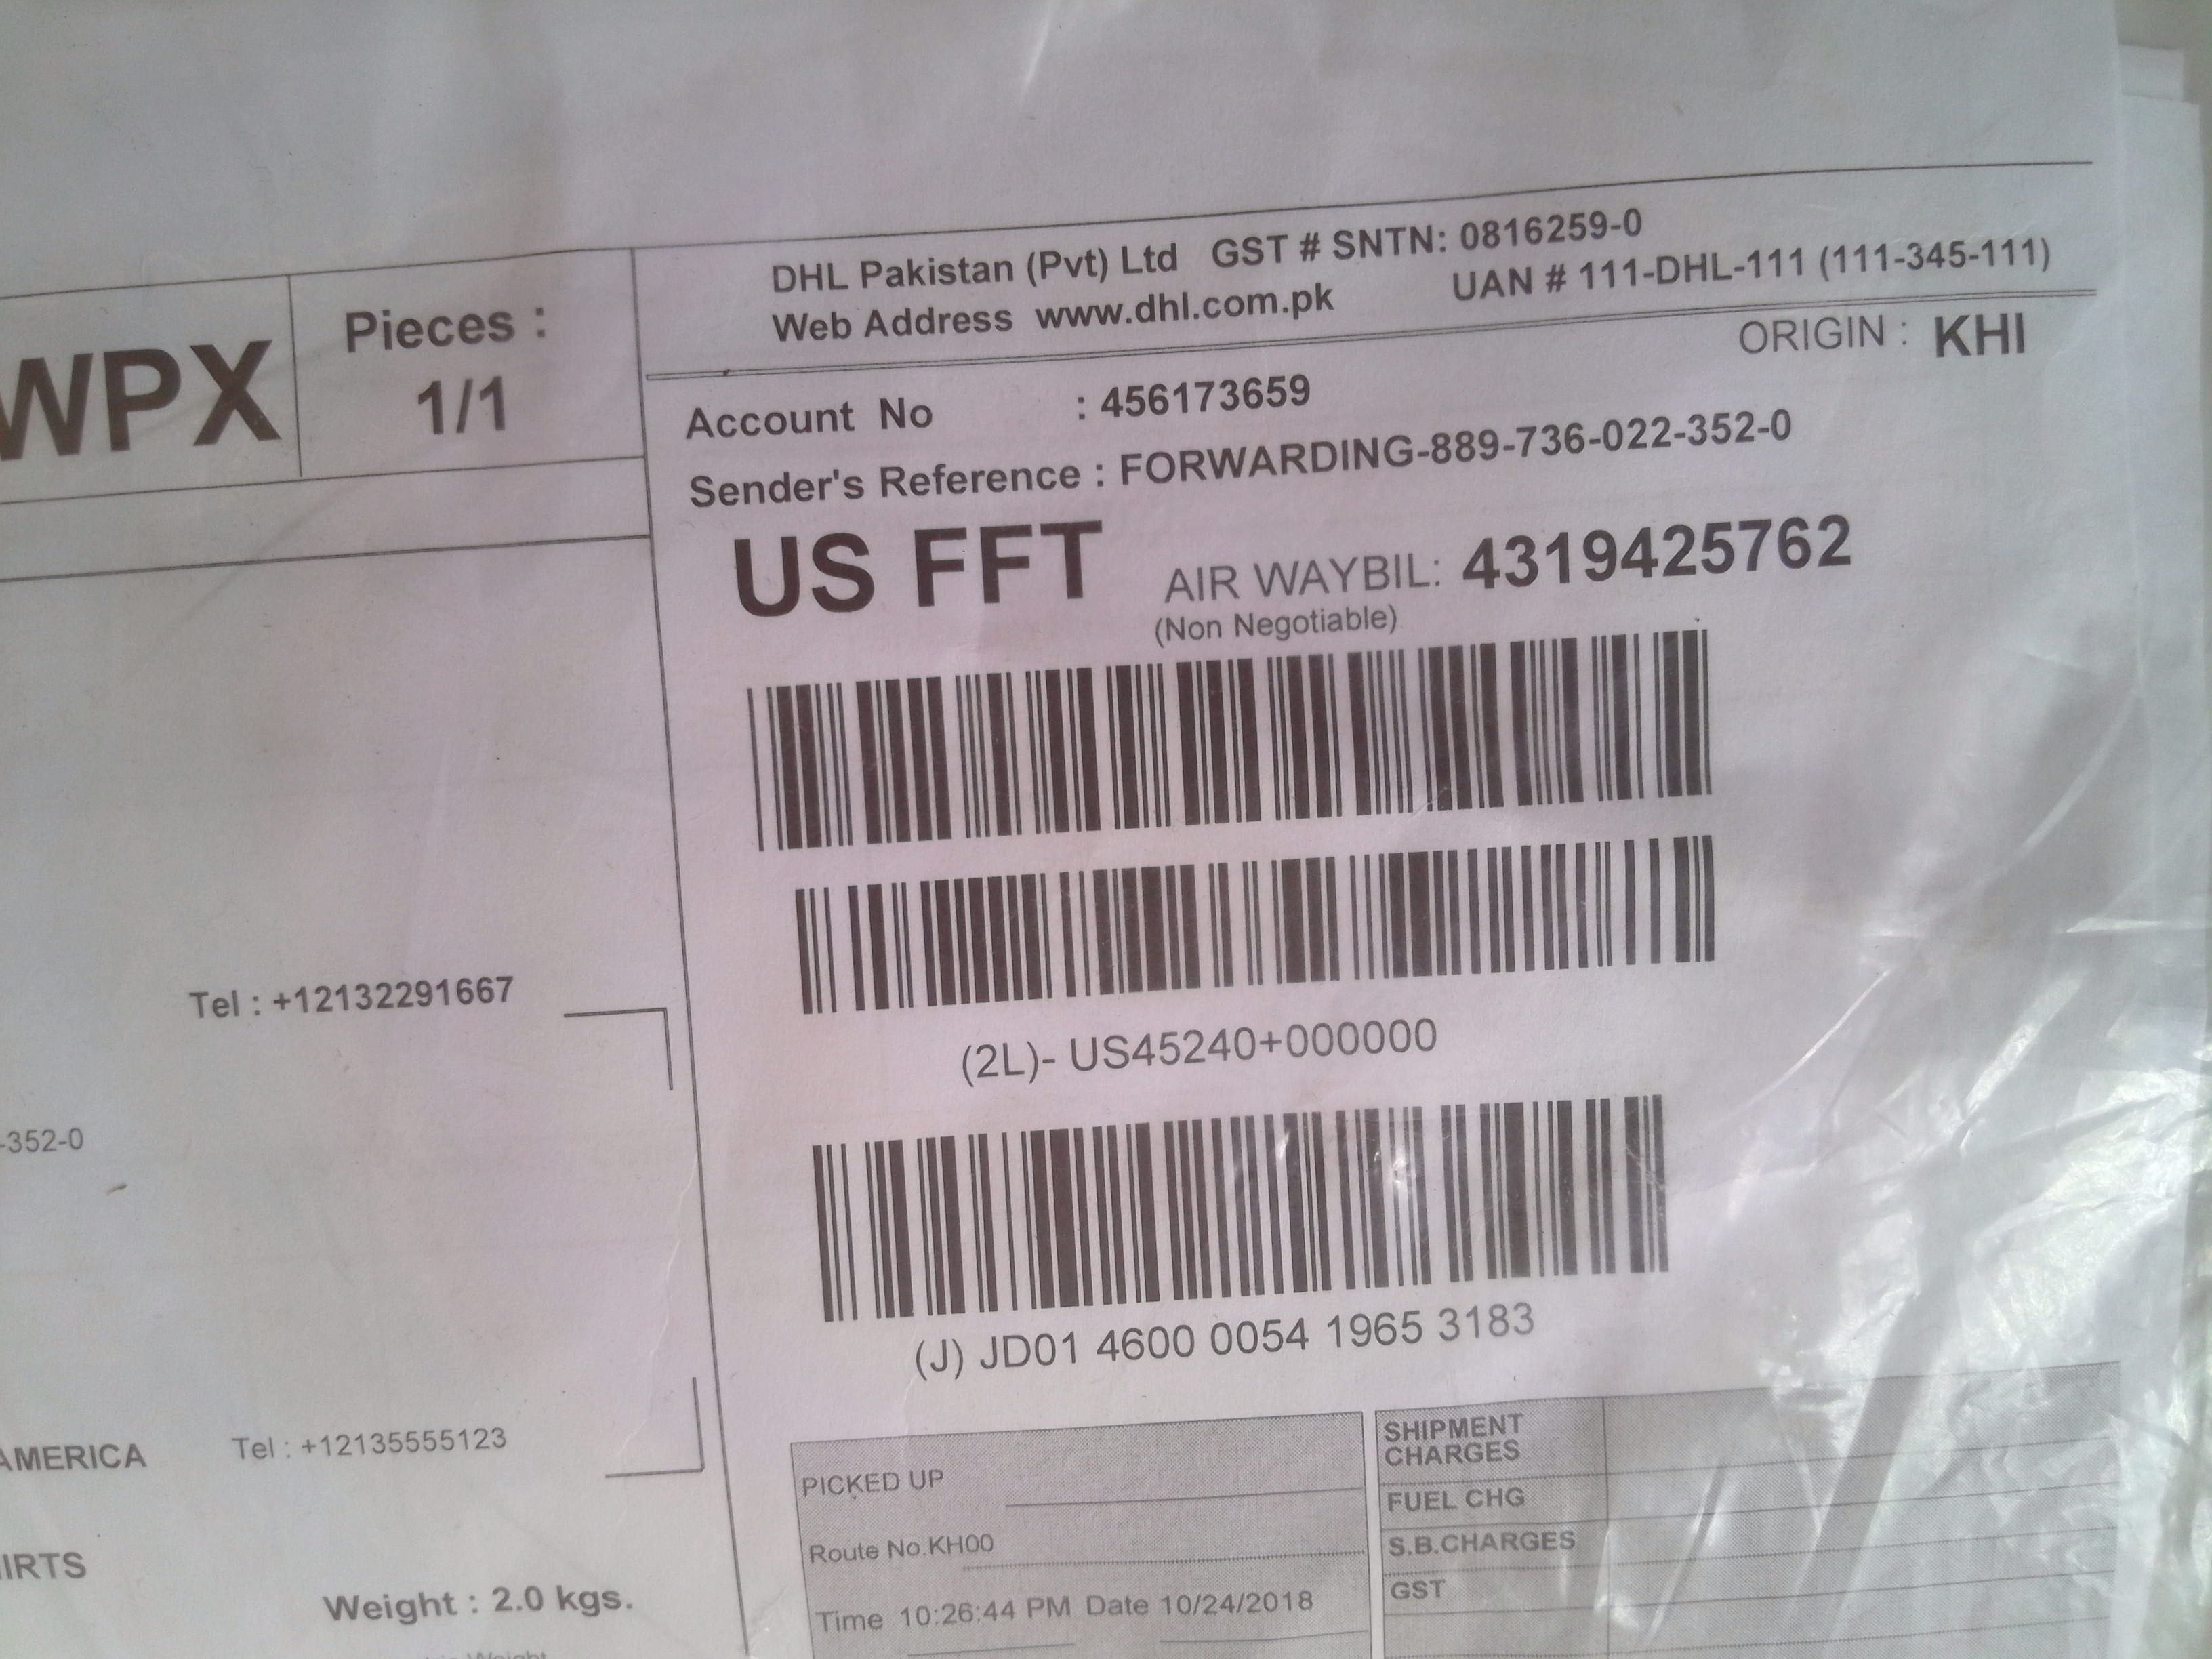 DHL Pakistan (Pvt) Ltd GST # SNTN: 0816259-0
Web Address www.dhl.com.pk UAN # 111-DHL-111 (111-345-111)
WPX
Pieces :
1/1
ORIGIN : KHI
Account No : 456173659
Sender's Reference : FORWARDING-889-736-022-352-0
US FFT AIR WAYBIL: 4319425762
(Non Negotiable)
(2L)- US45240+000000
(J) JD01 4600 0054 1965 3183
Tel : +12132291667
-352-0
AMERICA Tel : +12135555123
IRTS
Weight : 2.0 kgs.
Weight
PICKED UP
Route No.KH00
Time 10:26:44 PM Date 10/24/2018
SHIPMENT
CHARGES
FUEL CHG
S.B.CHARGES
GST